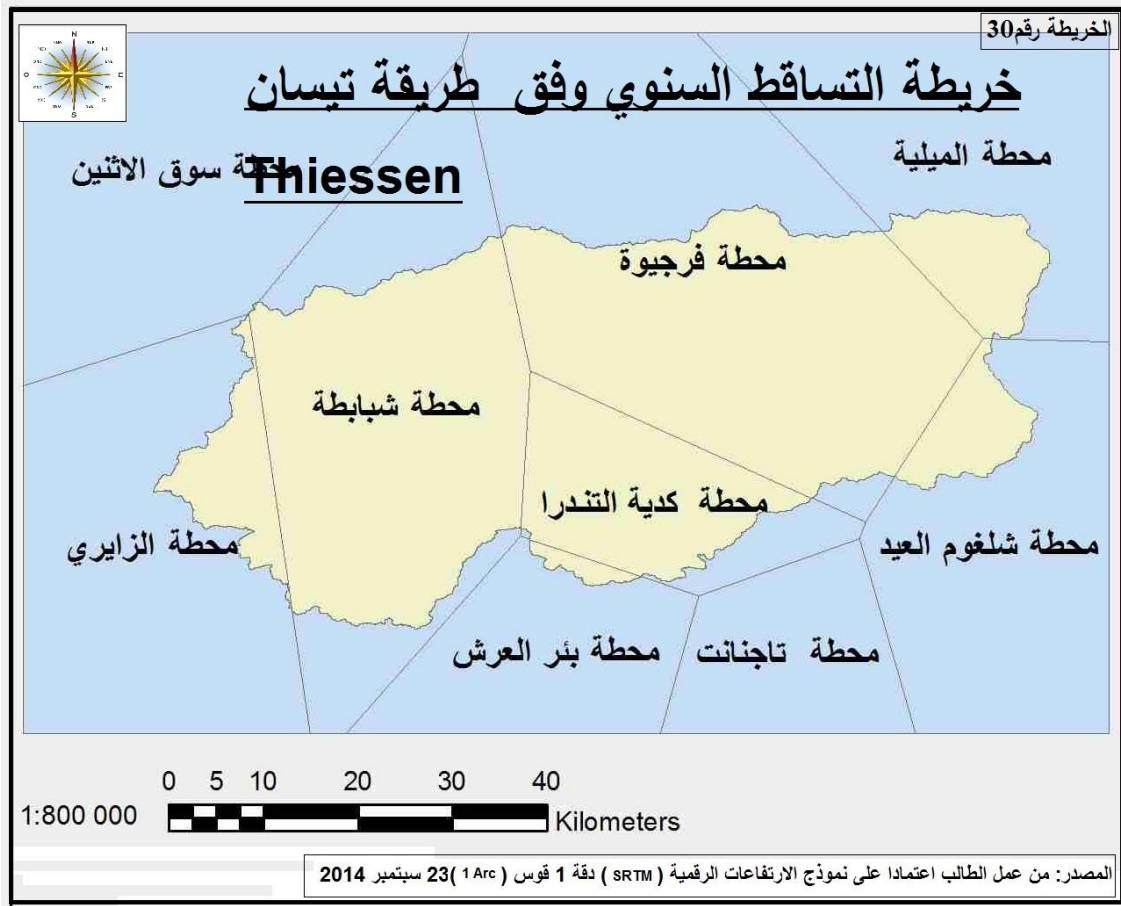 الخريطة رقم30
خريطة التساقط السنوي وفق طريقة تيسان
Thiessen
محطة الميلية
محطة سوق الاثنين
محطة فرجيوة
محطة شبابطة
محطة كدية التندرا
محطة الزايري
محطة شلغوم العيد
محطة بئر العرش
محطة تاجنانت
N
S
0 5 10 20 30 40
1:800 000
Kilometers
المصدر: من عمل الطالب اعتمادا على نموذج الارتفاعات الرقمية ( SRTM ) دقة 1 قوس ( 1 Arc )23 سبتمبر 2014